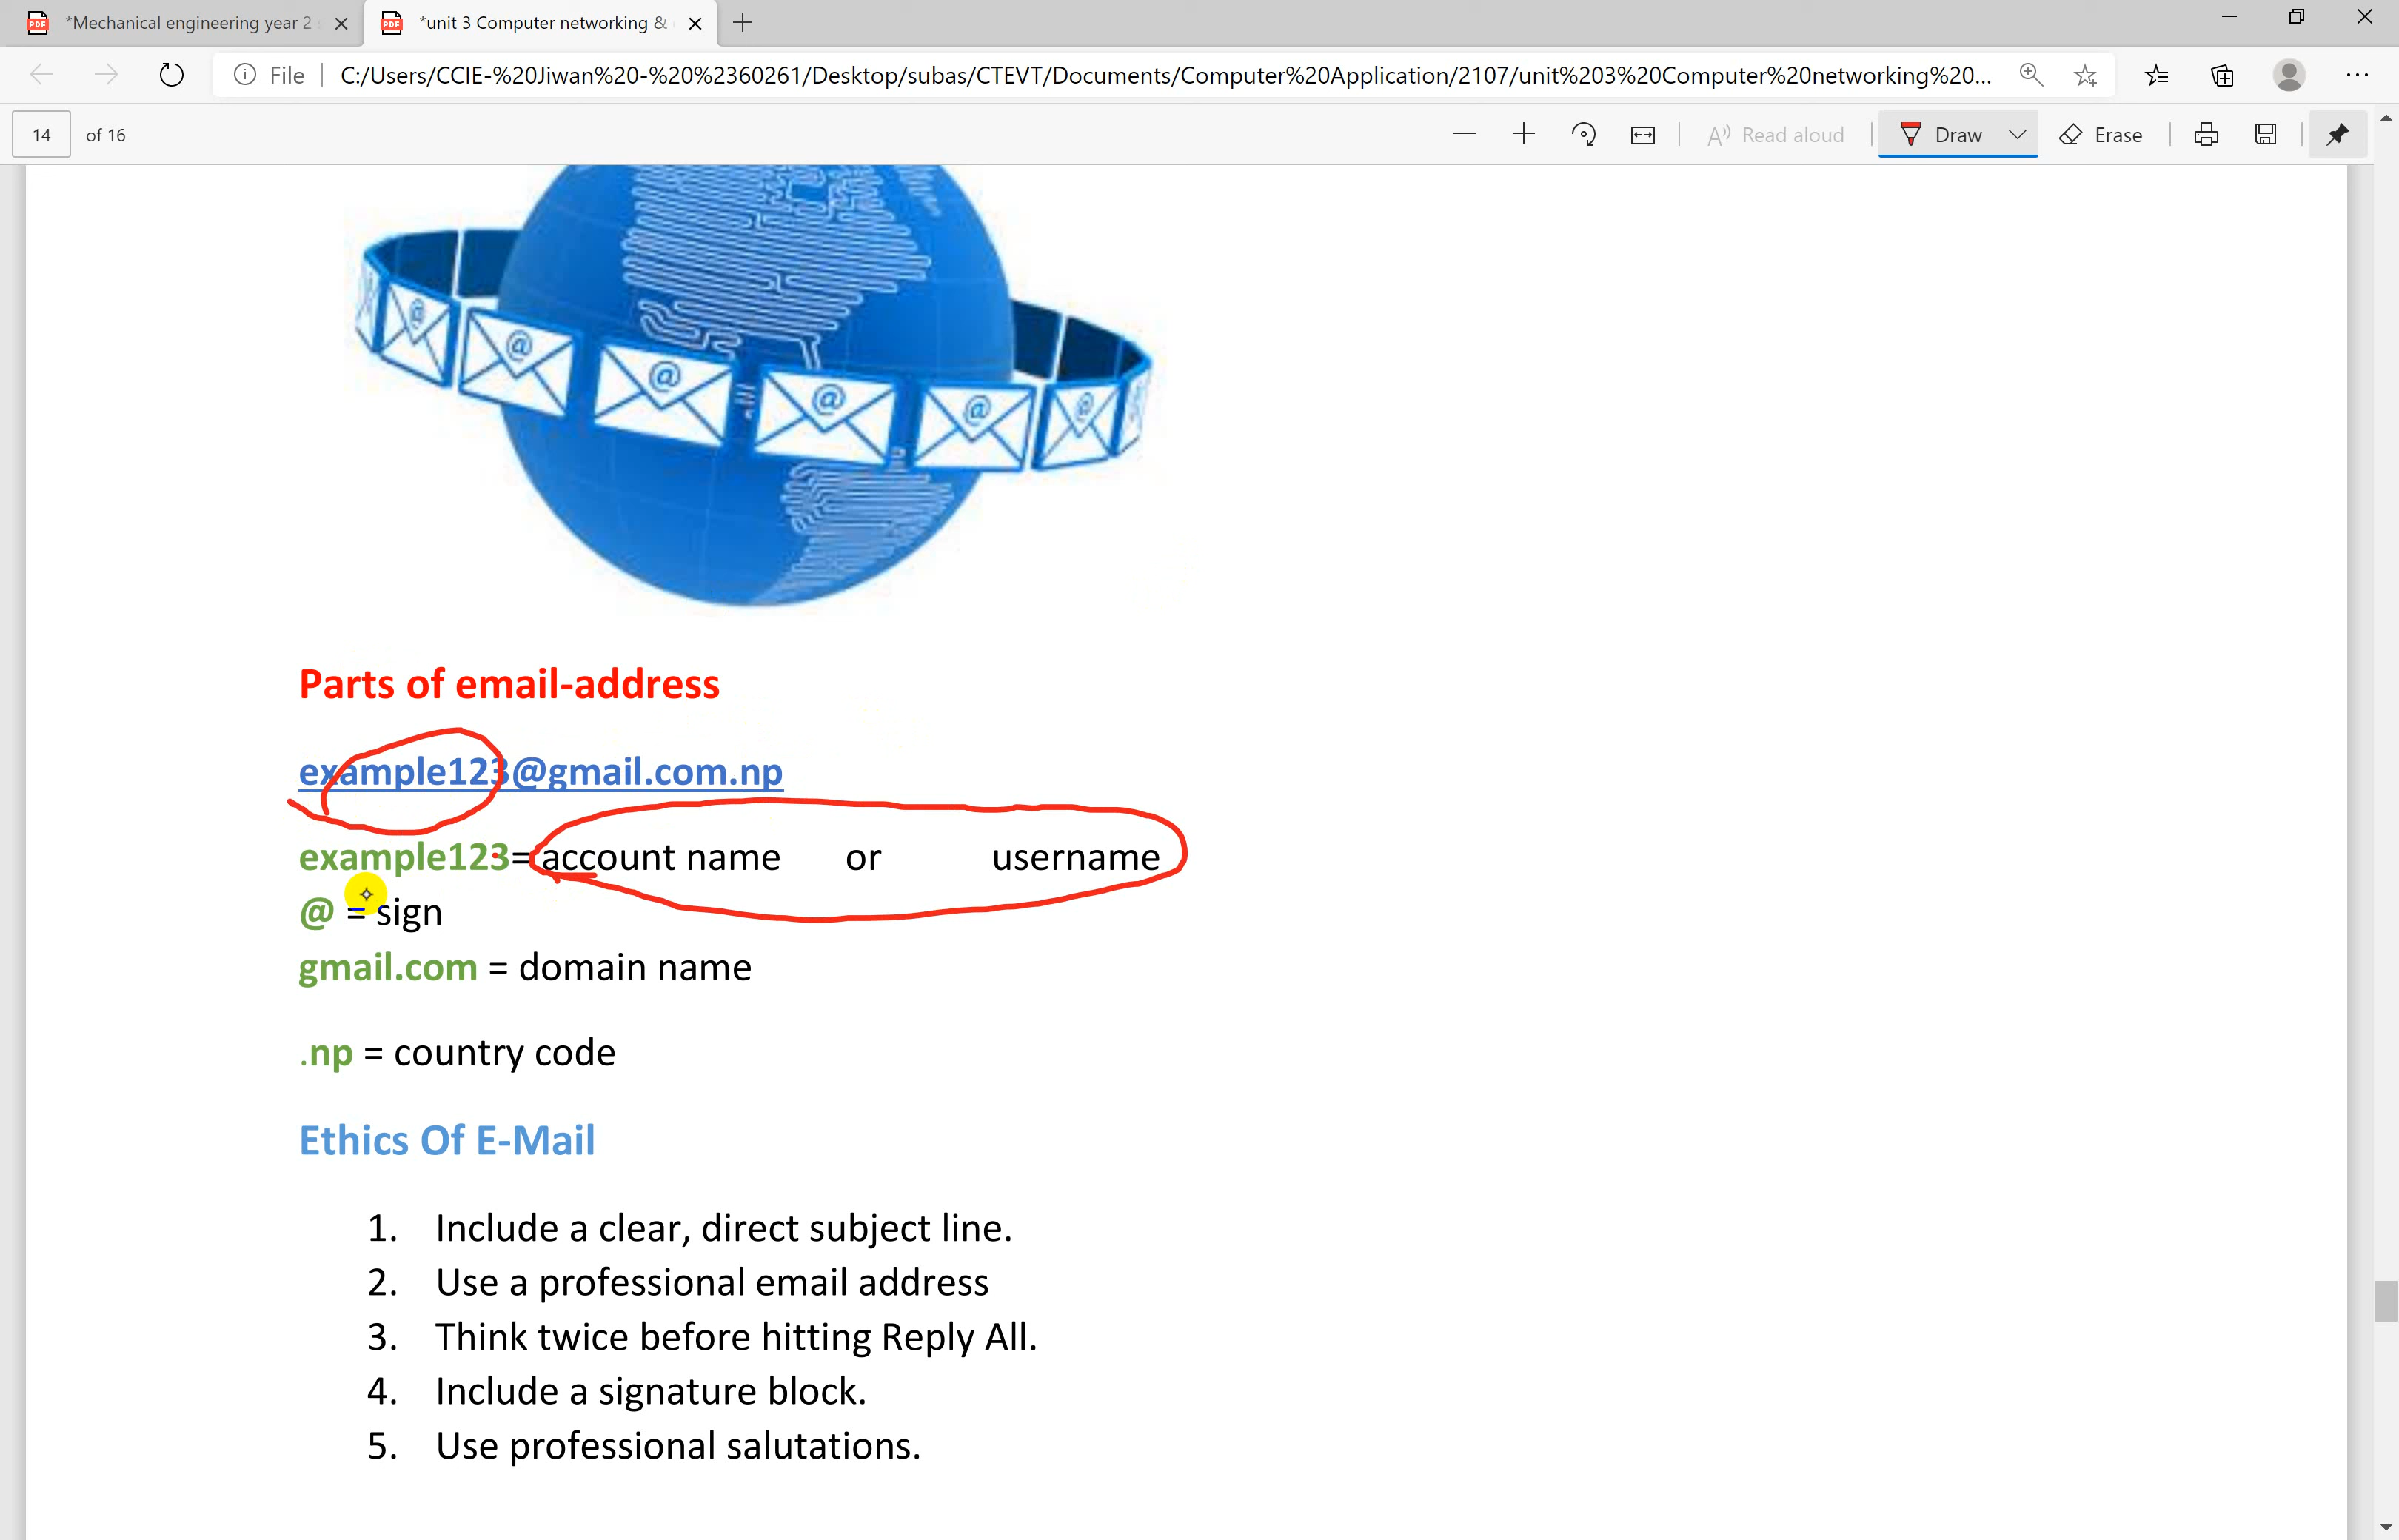 *Mechanical engineering year 2
*unit 3 Computer networking &
File
C:/Users/CCIE-%20Jiwan%20-%20%2360261/Desktop/subas/CTEVT/Documents/Computer%20Application/2107/unit%203%20Computer%20networking%20...
14 of 16
Read aloud
Draw
Erase
@ @ @ @ @ @
Parts of email-address
example123@gmail.com.np
example123= account name or username
@ = sign
gmail.com = domain name
.np = country code
Ethics Of E-Mail
1. Include a clear, direct subject line.
2. Use a professional email address
3. Think twice before hitting Reply All.
4. Include a signature block.
5. Use professional salutations.